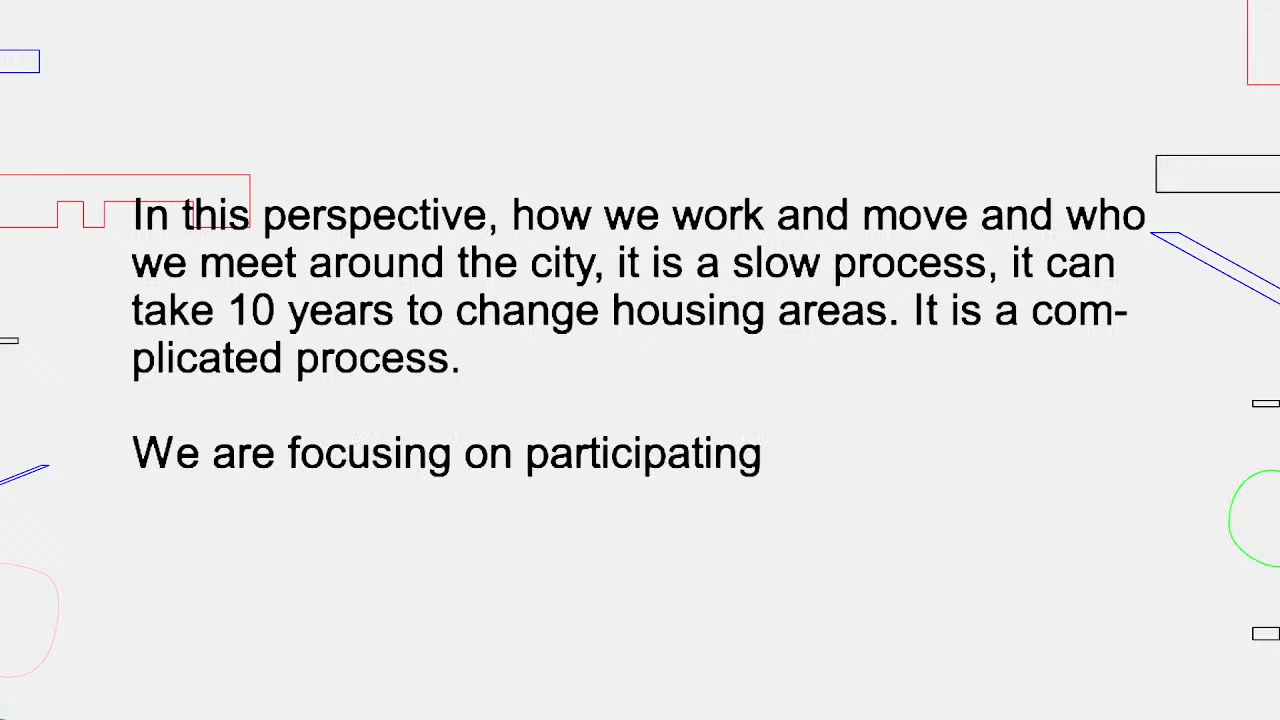 In this perspective, how we work and move and who
we meet around the city, it is a slow process, it can
take 10 years to change housing areas. It is a com-
plicated process.
We are focusing on participating